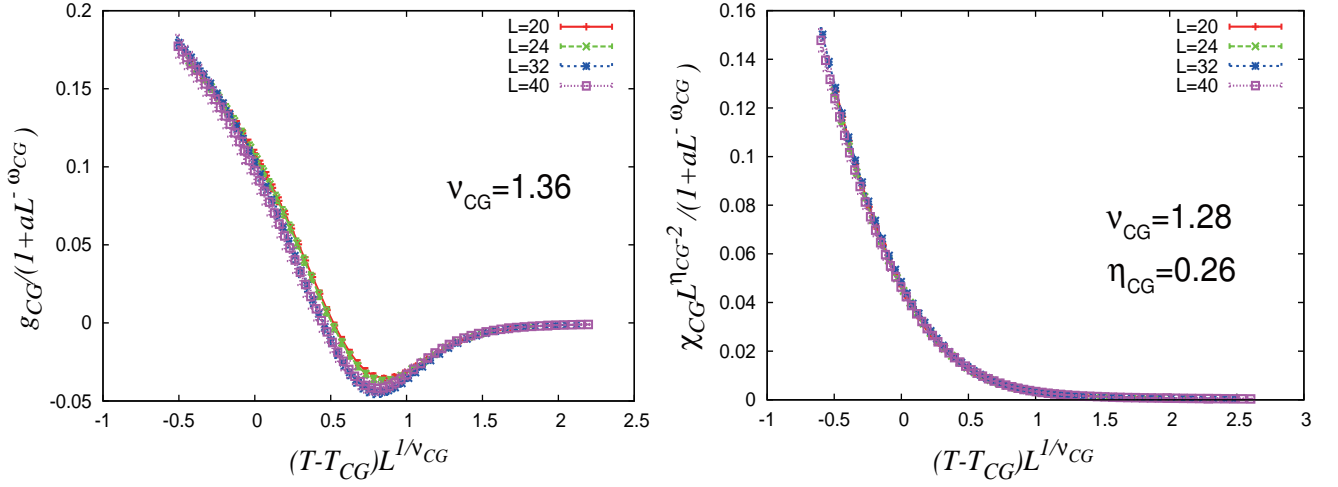 0.2
0.15
0.1
0.05
0
-0.05
-1
-0.5
0
0.5
1
1.5
2
2.5
g_CG/(1+aL^-ω_CG)
(T-T_CG)L^1/ν_CG
L=20
L=24
L=32
L=40
ν_CG=1.36
0.16
0.14
0.12
0.1
0.08
0.06
0.04
0.02
0
-1
-0.5
0
0.5
1
1.5
2
2.5
3
χ_CG L^η_CG-2/(1+aL^-ω_CG)
(T-T_CG)L^1/ν_CG
L=20
L=24
L=32
L=40
ν_CG=1.28
η_CG=0.26